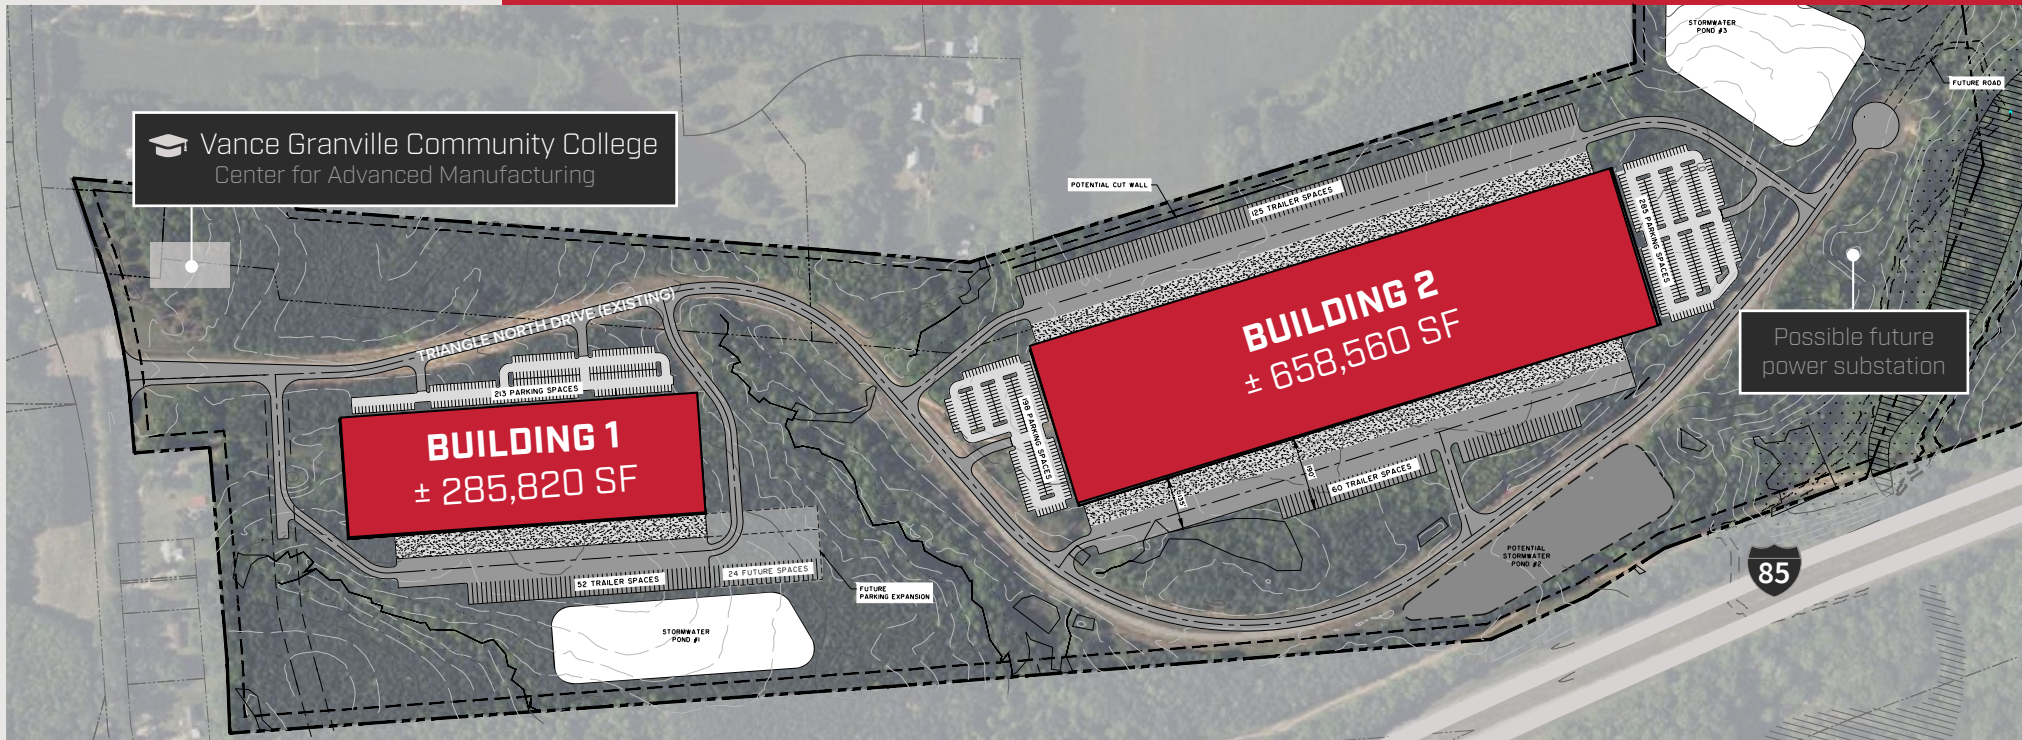 STORMWATER
POND #3
FUTURE ROAD
Vance Granville Community College
Center for Advanced Manufacturing
POTENTIAL CUT WALL
125 TRAILER SPACES
285 PARKING SPACES
TRIANGLE NORTH DRIVE (EXISTING)
BUILDING 2
± 658,560 SF
Possible future
power substation
213 PARKING SPACES
198 PARKING SPACES
BUILDING 1
± 285,820 SF
190'
60 TRAILER SPACES
POTENTIAL
STORMWATER
POND #2
85
52 TRAILER SPACES
24 FUTURE SPACES
FUTURE
PARKING EXPANSION
STORMWATER
POND #1